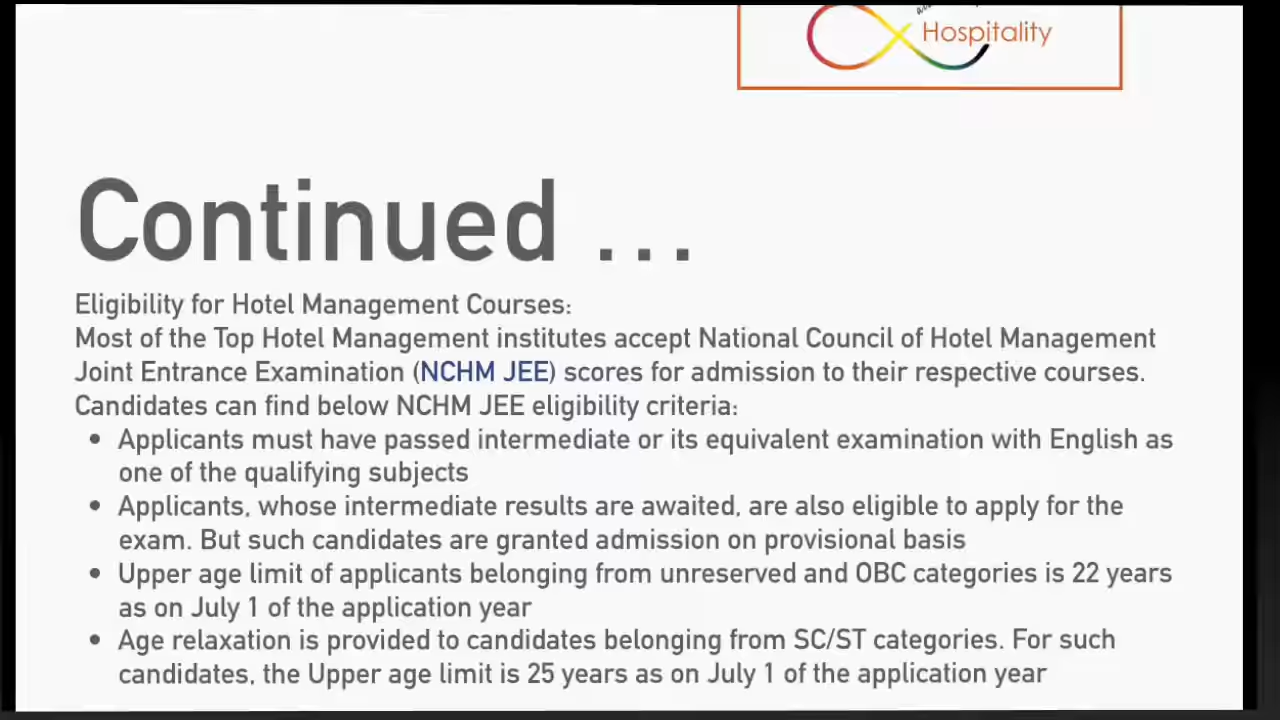 Hospitality
Continued ...
Eligibility for Hotel Management Courses:
Most of the Top Hotel Management institutes accept National Council of Hotel Management
Joint Entrance Examination (NCHM JEE) scores for admission to their respective courses.
Candidates can find below NCHM JEE eligibility criteria:
• Applicants must have passed intermediate or its equivalent examination with English as
one of the qualifying subjects
• Applicants, whose intermediate results are awaited, are also eligible to apply for the
exam. But such candidates are granted admission on provisional basis
• Upper age limit of applicants belonging from unreserved and OBC categories is 22 years
as on July 1 of the application year
• Age relaxation is provided to candidates belonging from SC/ST categories. For such
candidates, the Upper age limit is 25 years as on July 1 of the application year